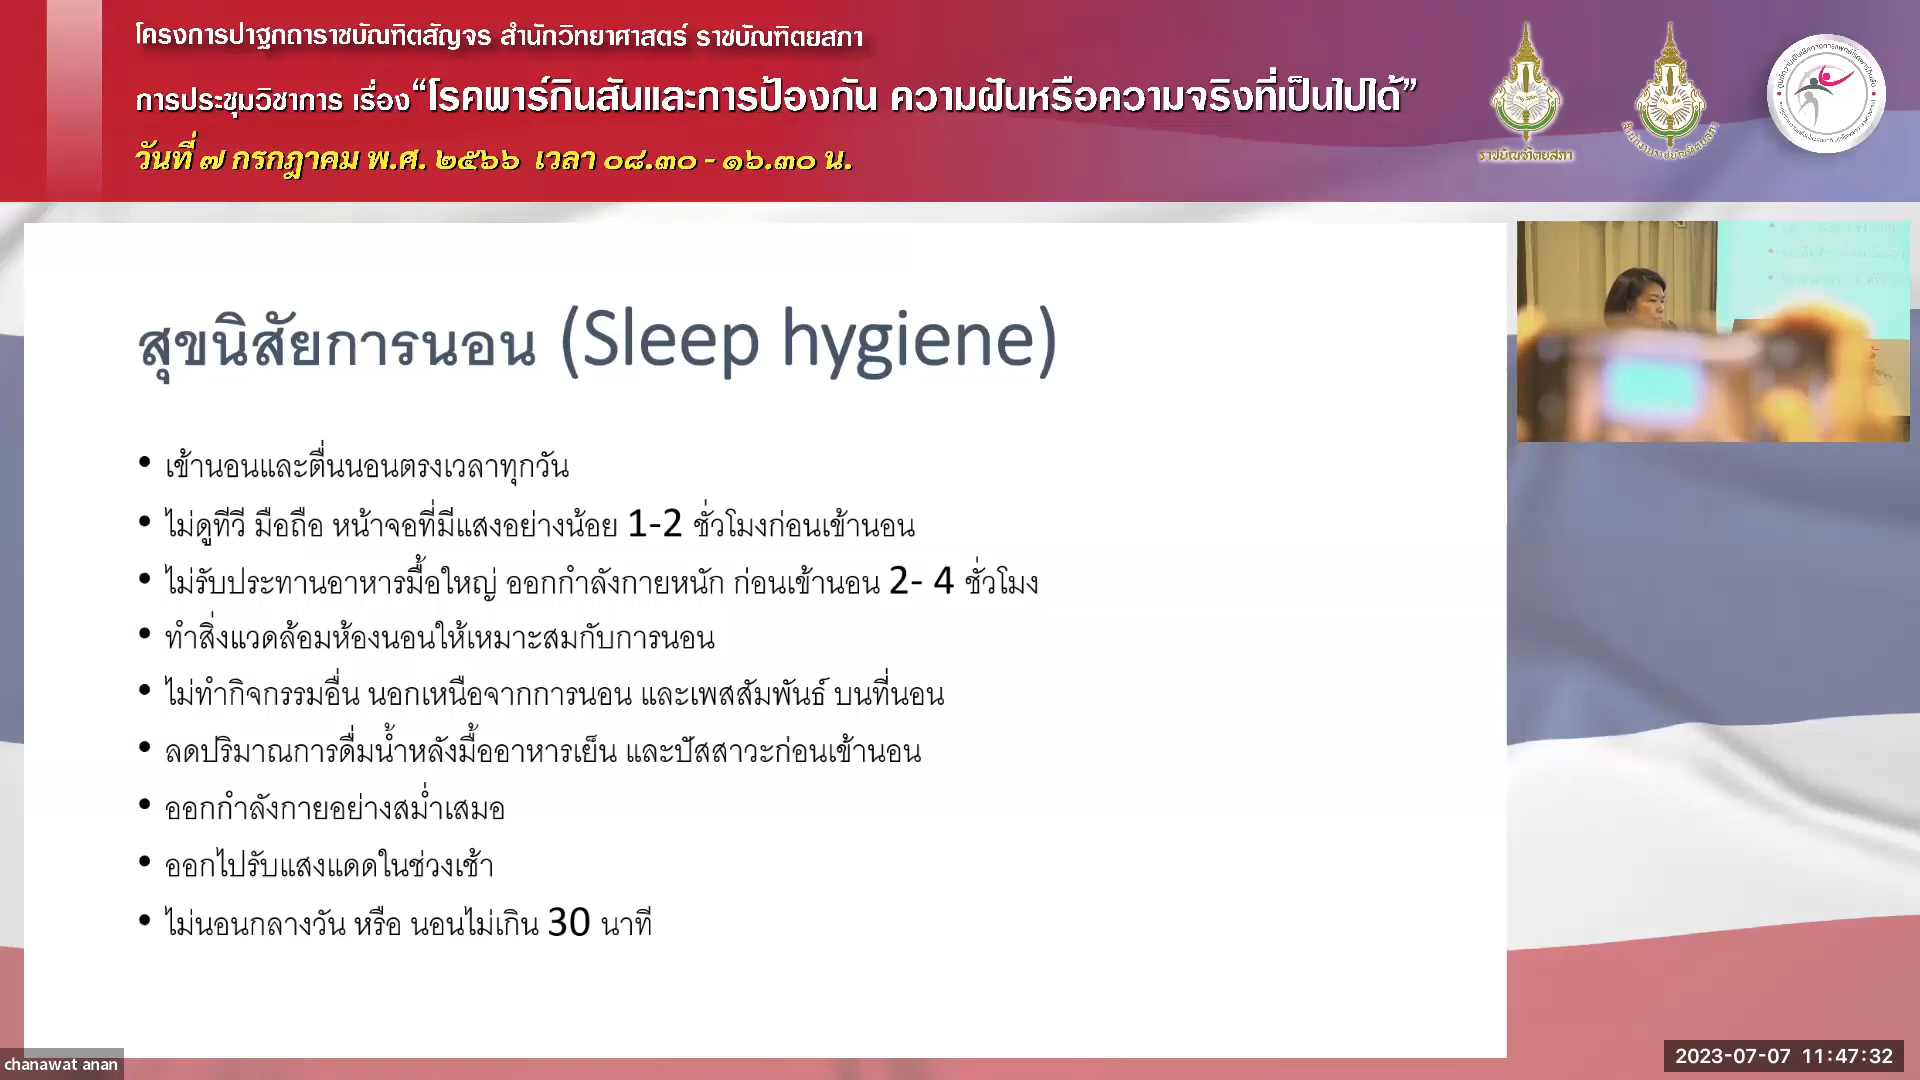 โครงการปาฐกถาราชบัณฑิตสัญจร สำนักวิทยาศาสตร์ ราชบัณฑิตยสภา
การประชุมวิชาการ เรื่อง “โรคพาร์กินสันและการป้องกัน ความฝันหรือความจริงที่เป็นไปได้”
วันที่ ๗ กรกฎาคม พ.ศ. ๒๕๖๖ เวลา ๐๘.๓๐ - ๑๖.๓๐ น.
ราชบัณฑิตยสภา
สำนักงานราชบัณฑิตยสภา
สุขนิสัยการนอน (Sleep hygiene)
• เข้านอนและตื่นนอนตรงเวลาทุกวัน
• ไม่ดูทีวี มือถือ หน้าจอที่มีแสงอย่างน้อย 1-2 ชั่วโมงก่อนเข้านอน
• ไม่รับประทานอาหารมื้อใหญ่ ออกกำลังกายหนัก ก่อนเข้านอน 2- 4 ชั่วโมง
• ทำสิ่งแวดล้อมห้องนอนให้เหมาะสมกับการนอน
• ไม่ทำกิจกรรมอื่น นอกเหนือจากการนอน และเพสสัมพันธ์ บนที่นอน
• ลดปริมาณการดื่มน้ำหลังมื้ออาหารเย็น และปัสสาวะก่อนเข้านอน
• ออกกำลังกายอย่างสม่ำเสมอ
• ออกไปรับแสงแดดในช่วงเช้า
• ไม่นอนกลางวัน หรือ นอนไม่เกิน 30 นาที
chanawat anan
2023-07-07 11:47:32